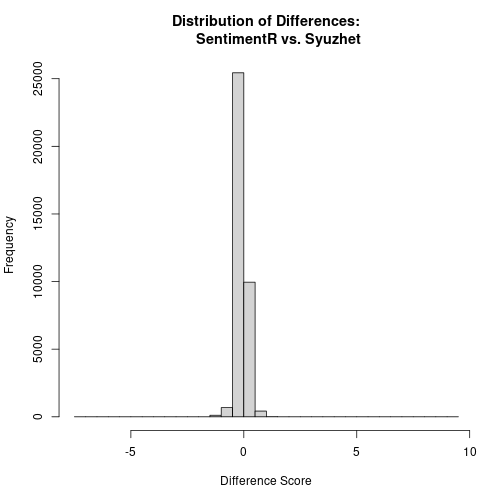 Distribution of Differences:
SentimentR vs. Syuzhet
25000
20000
15000
10000
5000
0
Frequency
-5
0
5
10
Difference Score